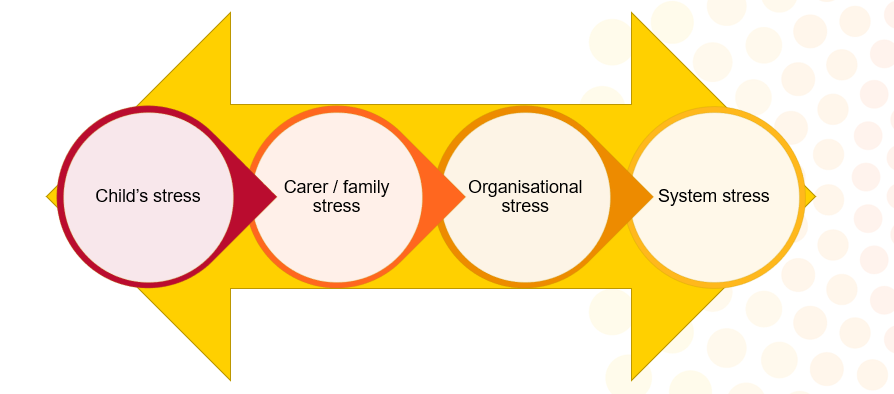 Child’s stress
Carer / family
stress
Organisational
stress
System stress